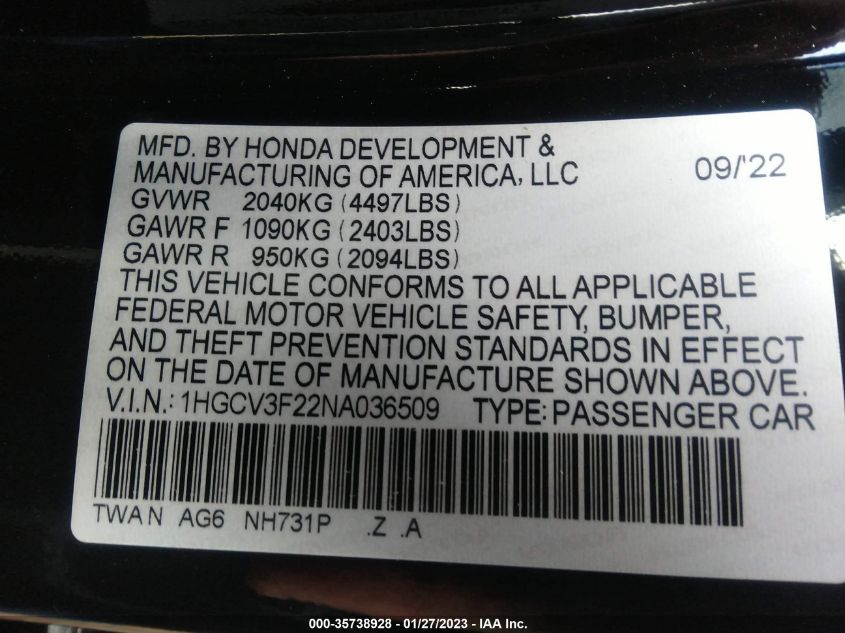 MFD. BY HONDA DEVELOPMENT &
MANUFACTURING OF AMERICA, LLC 09/'22
GVWR 2040KG (4497LBS)
GAWR F 1090KG (2403LBS)
GAWR R 950KG (2094LBS)
THIS VEHICLE CONFORMS TO ALL APPLICABLE
FEDERAL MOTOR VEHICLE SAFETY, BUMPER,
AND THEFT PREVENTION STANDARDS IN EFFECT
ON THE DATE OF MANUFACTURE SHOWN ABOVE.
V.I.N.: 1HGCV3F22NA036509 TYPE: PASSENGER CAR
TWA N AG6 NH731P .Z .A
000-35738928 - 01/27/2023 - IAA Inc.